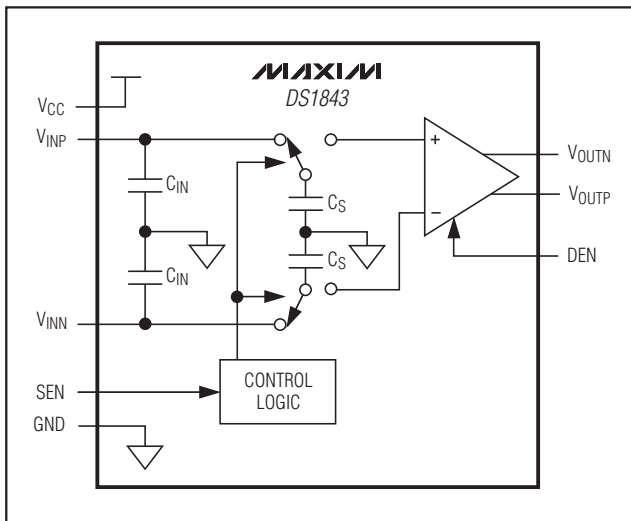 MAXIM
DS1843
VCC
VINP
CIN
CS
+
VOUTN
VOUTP
CS
−
CIN
DEN
VINN
SEN
CONTROL
LOGIC
GND